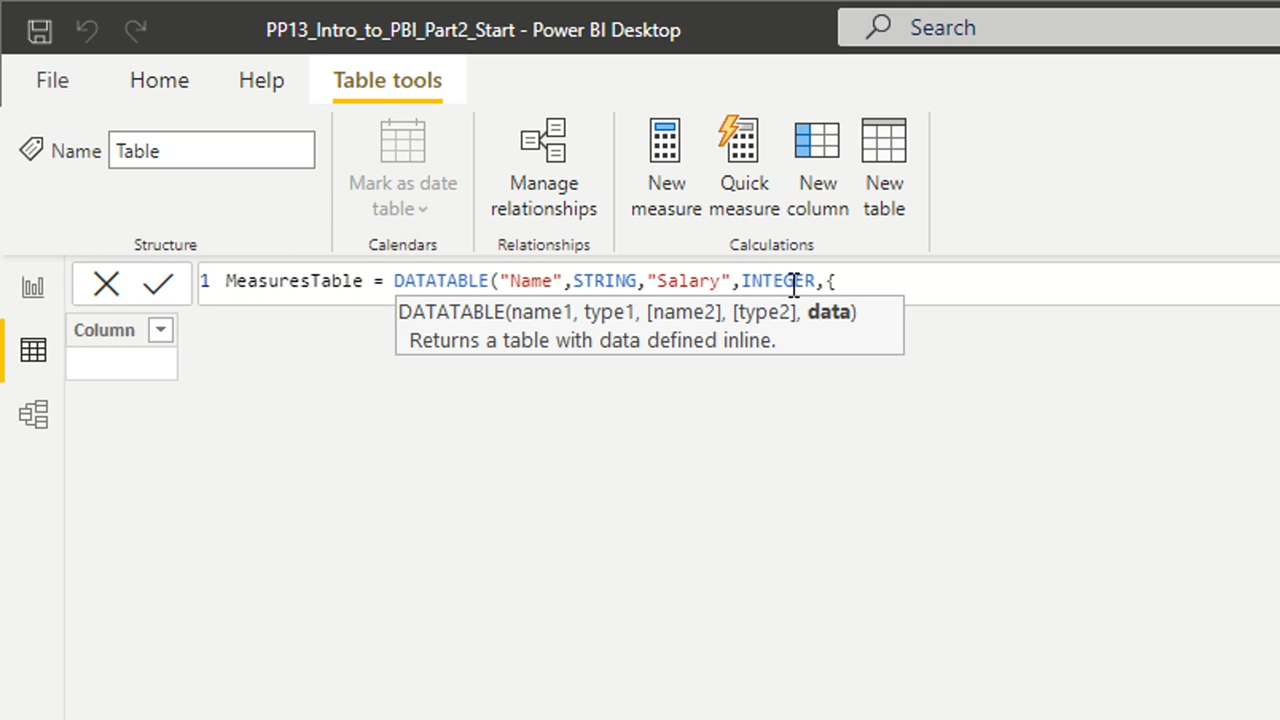 PP13_Intro_to_PBI_Part2_Start - Power BI Desktop
Search
File Home Help Table tools
Name Table
Mark as date table
Calendars
Manage relationships
Relationships
New measure
Quick measure
New column
New table
Structure
Calculations
1 MeasuresTable = DATATABLE("Name",STRING,"Salary",INTEGER,{
DATATABLE(name1, type1, [name2], [type2], data)
Returns a table with data defined inline.
Column